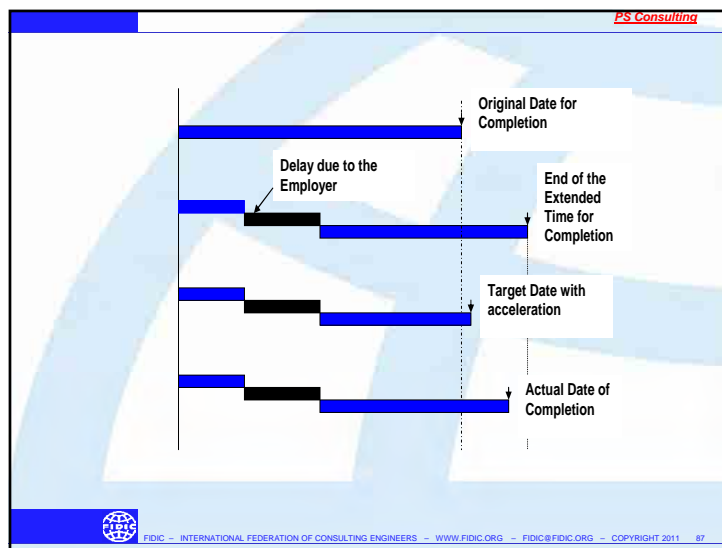 PS Consulting
Original Date for
Completion
Delay due to the
Employer
End of the
Extended
Time for
Completion
Target Date with
acceleration
Actual Date of
Completion
FIDIC
FIDIC – INTERNATIONAL FEDERATION OF CONSULTING ENGINEERS – WWW.FIDIC.ORG – FIDIC@FIDIC.ORG – COPYRIGHT 2011 87